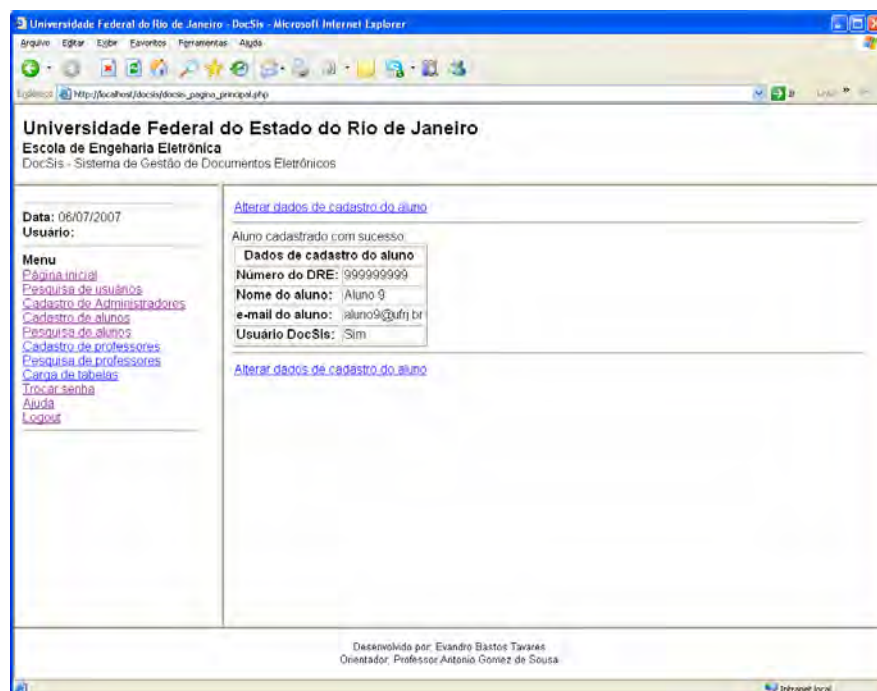 Universidade Federal do Rio de Janeiro - DocSis - Microsoft Internet Explorer
Arquivo Editar Exibir Favoritos Ferramentas Ajuda
http://localhost/docsis/docsis_pagina_principal.php
Universidade Federal do Estado do Rio de Janeiro
Escola de Engeharia Eletrônica
DocSis - Sistema de Gestão de Documentos Eletrônicos
Data: 06/07/2007
Usuário:
Menu
Página inicial
Pesquisa de usuários
Cadastro de Administradores
Cadastro de alunos
Pesquisa de alunos
Cadastro de professores
Pesquisa de professores
Carga de tabelas
Trocar senha
Ajuda
Logout
Alterar dados de cadastro do aluno
Aluno cadastrado com sucesso
Dados de cadastro do aluno
Número do DRE: 999999999
Nome do aluno: Aluno 9
e-mail do aluno: aluno9@ufrj.br
Usuário DocSis: Sim
Alterar dados de cadastro do aluno
Desenvolvido por: Evandro Bastos Tavares
Orientador: Professor Antonio Gomez de Sousa
Intranet local